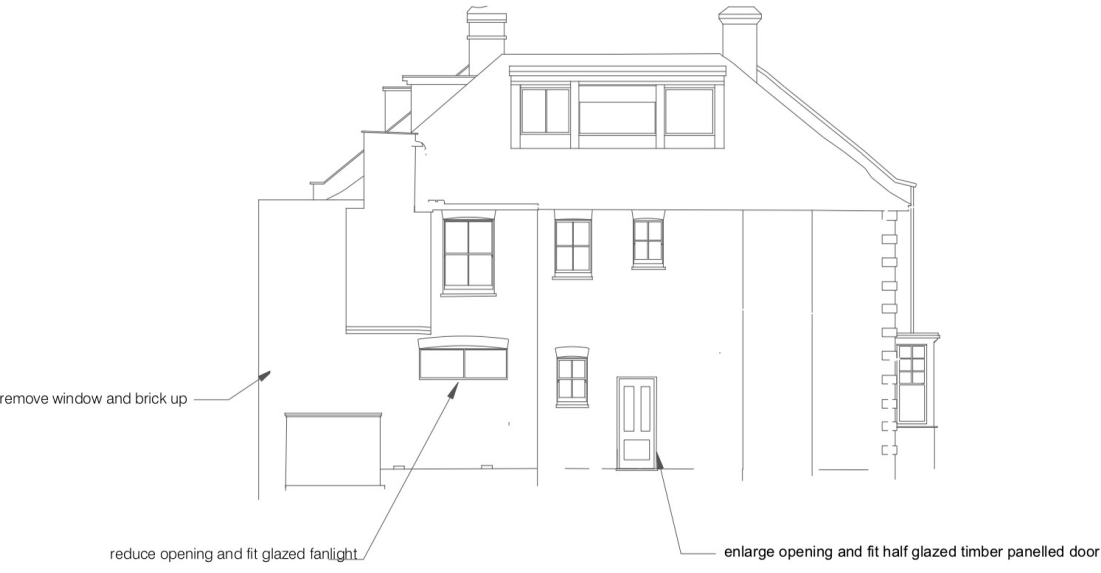 remove window and brick up
reduce opening and fit glazed fanlight
enlarge opening and fit half glazed timber panelled door